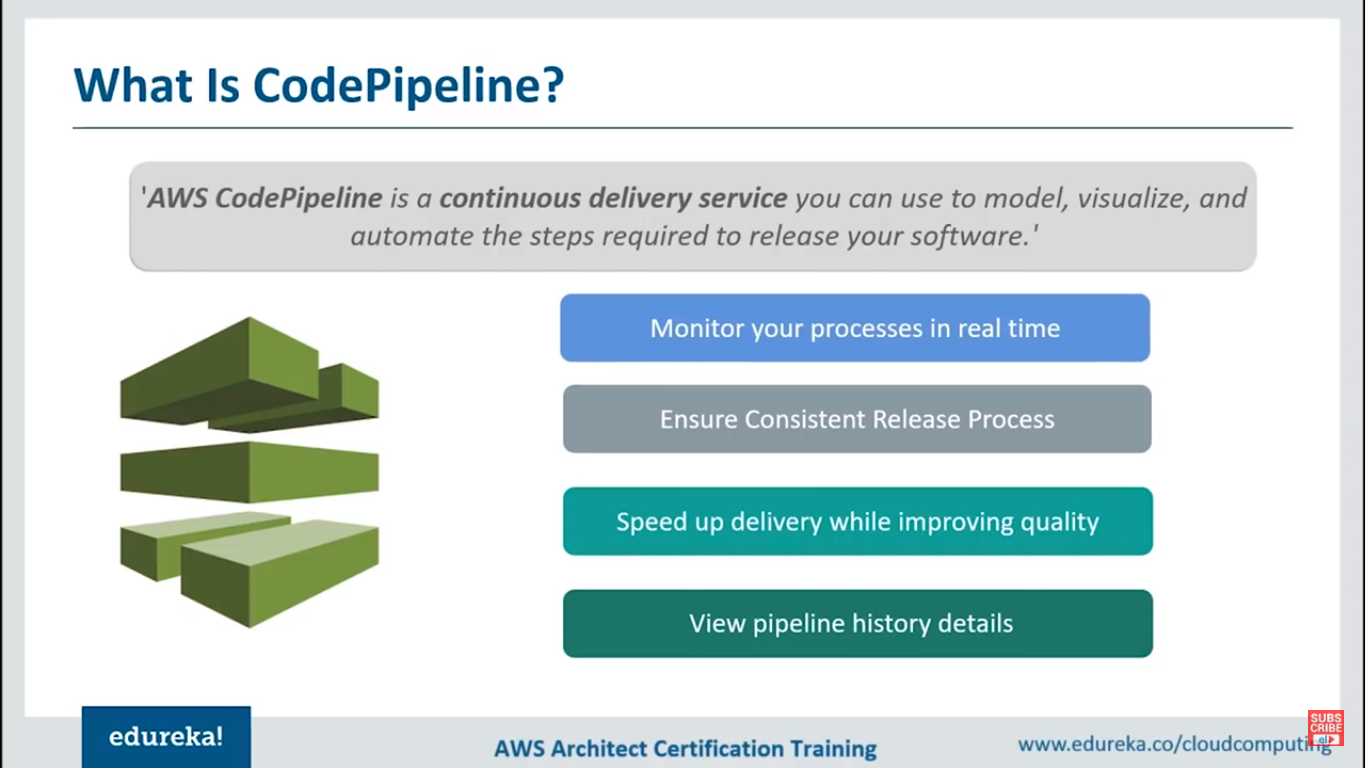 What Is CodePipeline?
'AWS CodePipeline is a continuous delivery service you can use to model, visualize, and
automate the steps required to release your software.'
Monitor your processes in real time
Ensure Consistent Release Process
Speed up delivery while improving quality
View pipeline history details
edureka!
AWS Architect Certification Training
www.edureka.co/cloudcomputing
SUBS
CRIBE